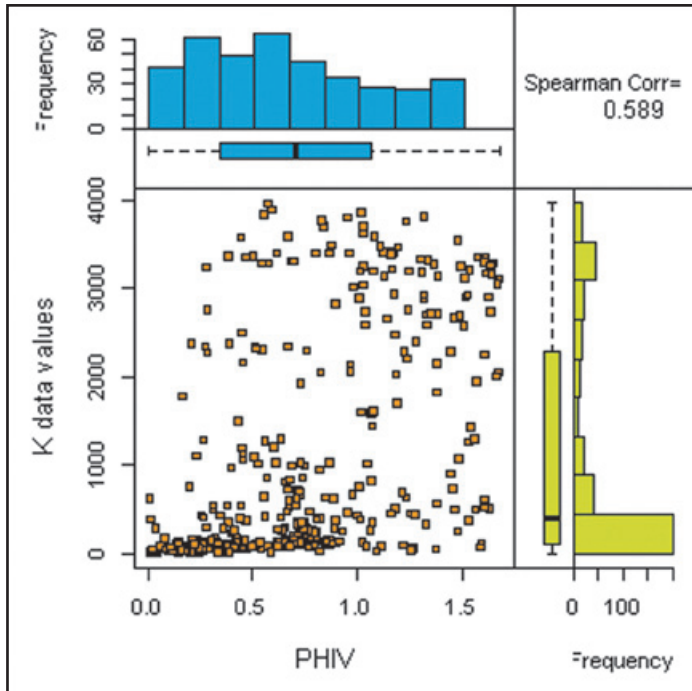 Frequency
0 30 60
Spearman Corr=
0.589
K data values
0 1000 2000 3000 4000
0.0 0.5 1.0 1.5
PHIV
0 100
Frequency